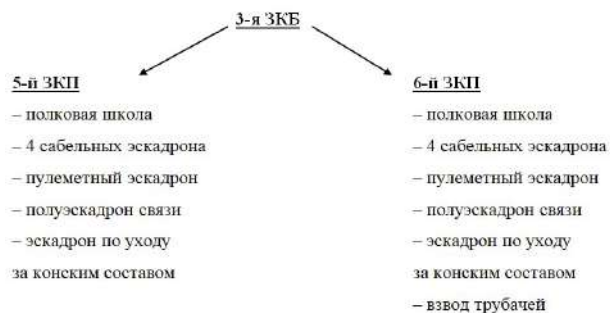 3-я ЗКБ
5-й ЗКП
– полковая школа
– 4 сабельных эскадрона
– пулеметный эскадрон
– полуэскадрон связи
– эскадрон по уходу
за конским составом
6-й ЗКП
– полковая школа
– 4 сабельных эскадрона
– пулеметный эскадрон
– полуэскадрон связи
– эскадрон по уходу
за конским составом
– взвод трубачей